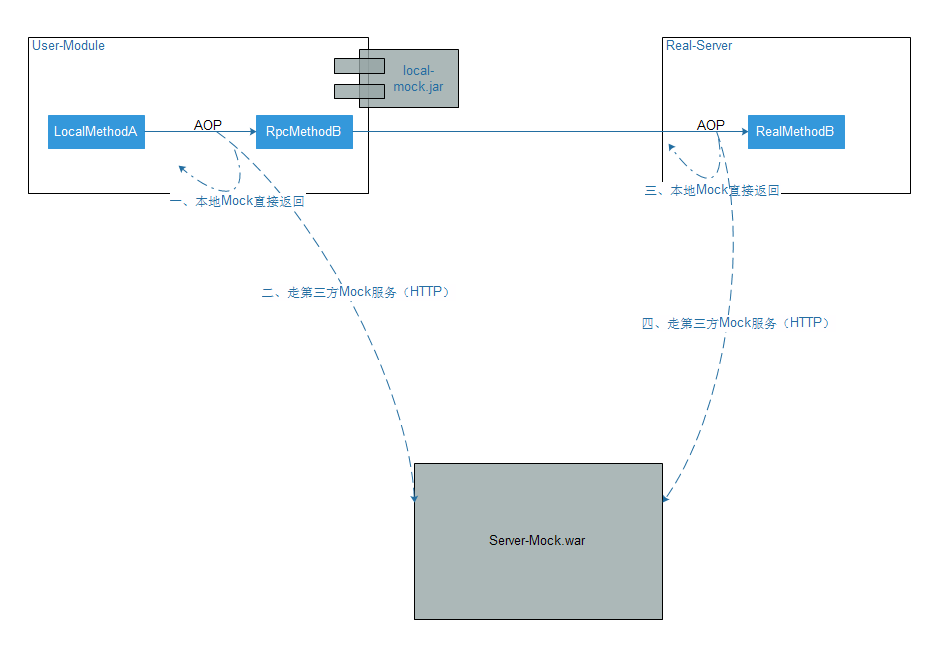 User-Module
Real-Server
local-
mock.jar
LocalMethodA
AOP
RpcMethodB
AOP
RealMethodB
一、本地Mock直接返回
三、本地Mock直接返回
二、走第三方Mock服务（HTTP）
四、走第三方Mock服务（HTTP）
Server-Mock.war